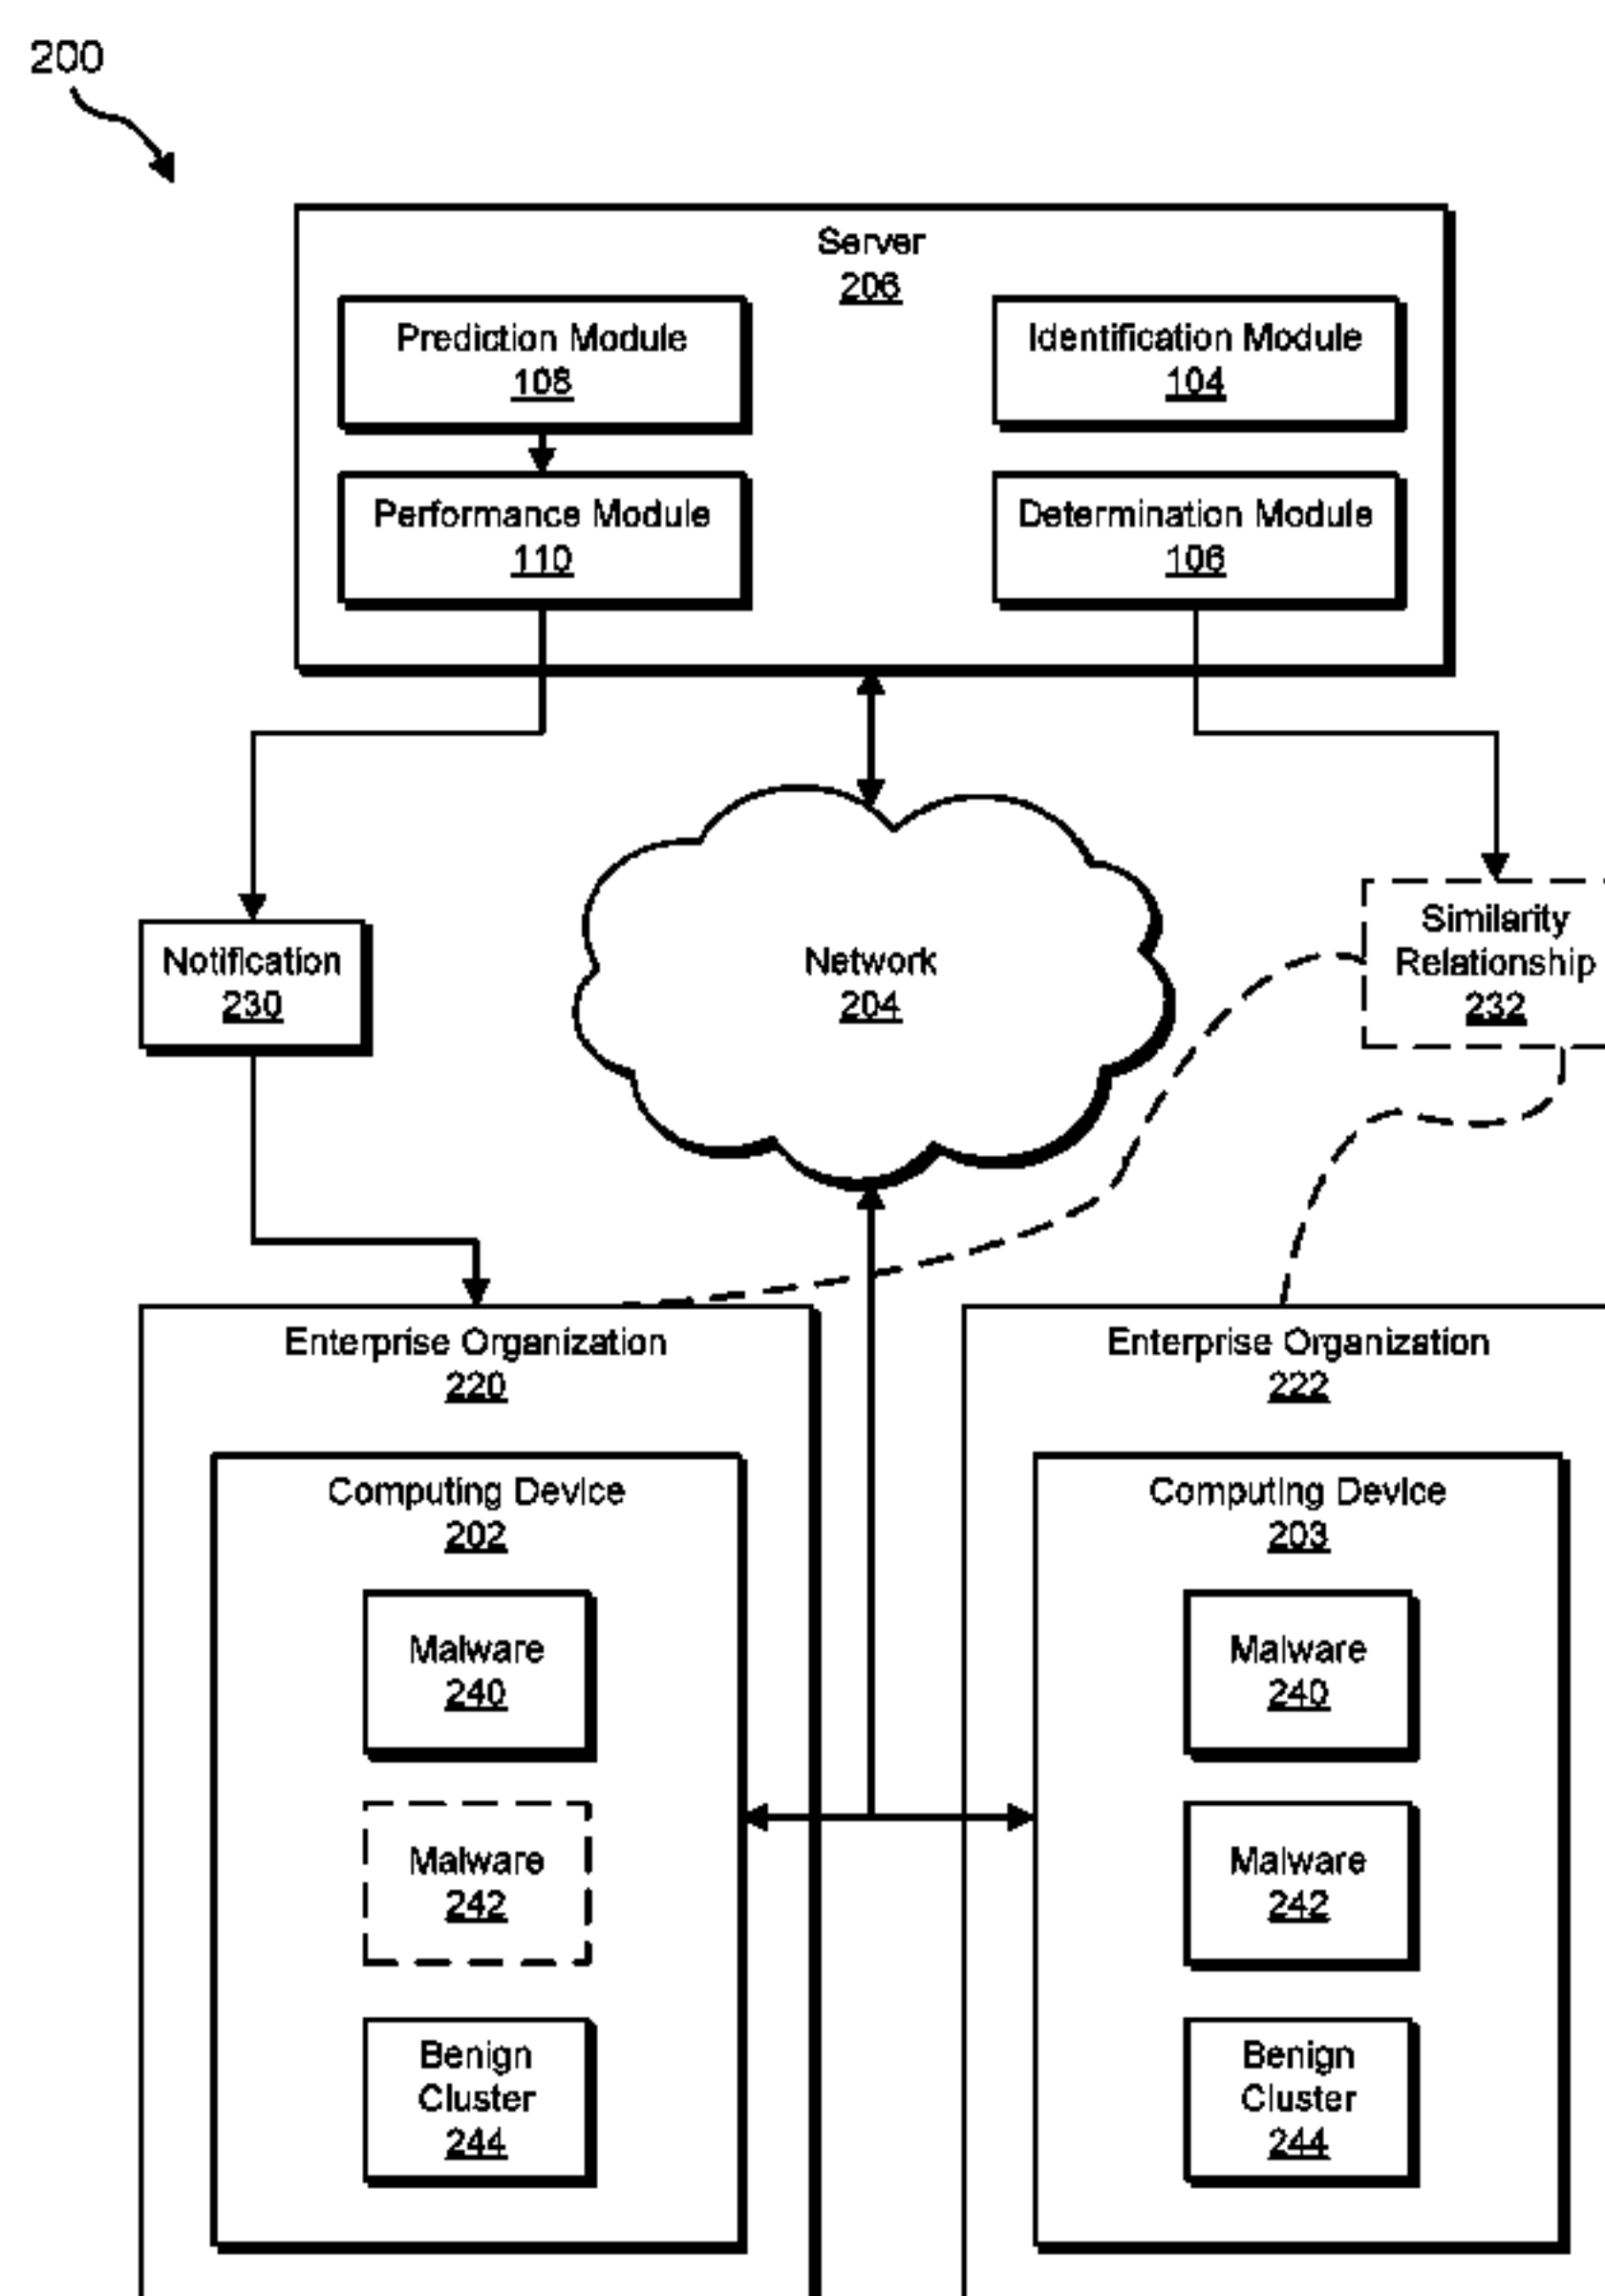 200
Server
206
Prediction Module
108
Identification Module
104
Performance Module
110
Determination Module
106
Notification
230
Network
204
Similarity
Relationship
232
Enterprise Organization
220
Enterprise Organization
222
Computing Device
202
Computing Device
203
Malware
240
Malware
240
Malware
242
Malware
242
Benign
Cluster
244
Benign
Cluster
244